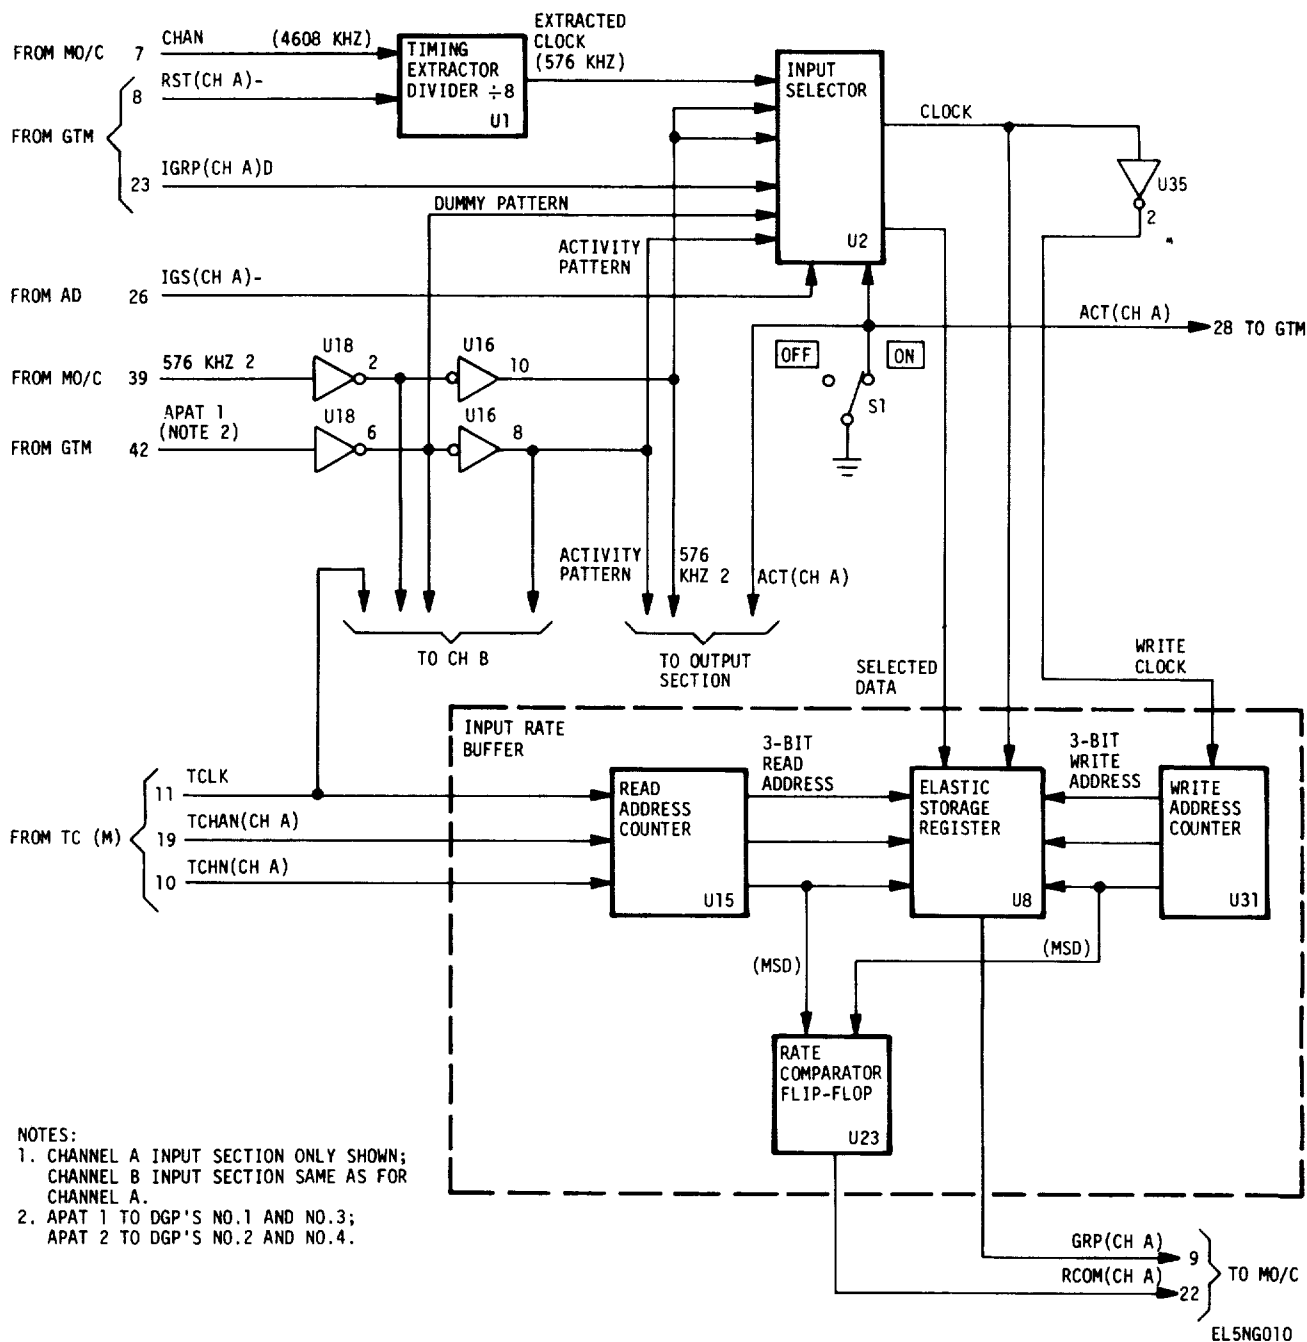 FROM MO/C 7 CHAN (4608 KHZ)
EXTRACTED
CLOCK
(576 KHZ)
TIMING
EXTRACTOR
DIVIDER ÷8
U1
INPUT
SELECTOR
U2
8 RST(CH A)-
FROM GTM
23 IGRP(CH A)D
CLOCK
U35
2
DUMMY PATTERN
ACTIVITY
PATTERN
FROM AD 26 IGS(CH A)-
ACT(CH A)
28 TO GTM
OFF
ON
S1
FROM MO/C 39 576 KHZ 2
U18
2
U16
10
APAT 1
(NOTE 2)
FROM GTM 42
U18
6
U16
8
ACTIVITY
PATTERN
576
KHZ 2
ACT(CH A)
TO CH B
TO OUTPUT
SECTION
SELECTED
DATA
WRITE
CLOCK
INPUT RATE
BUFFER
3-BIT
READ
ADDRESS
3-BIT
WRITE
ADDRESS
FROM TC (M)
11 TCLK
19 TCHAN(CH A)
10 TCHN(CH A)
READ
ADDRESS
COUNTER
U15
ELASTIC
STORAGE
REGISTER
U8
WRITE
ADDRESS
COUNTER
U31
(MSD)
(MSD)
RATE
COMPARATOR
FLIP-FLOP
U23
NOTES:
1. CHANNEL A INPUT SECTION ONLY SHOWN;
CHANNEL B INPUT SECTION SAME AS FOR
CHANNEL A.
2. APAT 1 TO DGP'S NO.1 AND NO.3;
APAT 2 TO DGP'S NO.2 AND NO.4.
GRP(CH A) 9
RCOM(CH A) 22
TO MO/C
EL5NG010